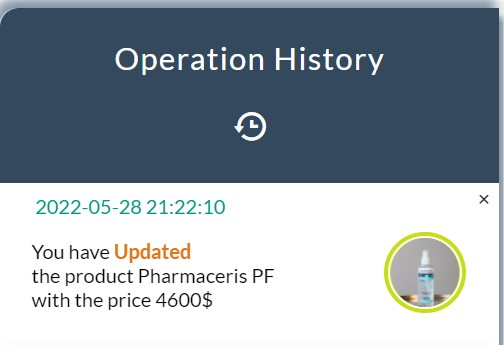 Operation History
2022-05-28 21:22:10
×
You have Updated
the product Pharmaceris PF
with the price 4600$